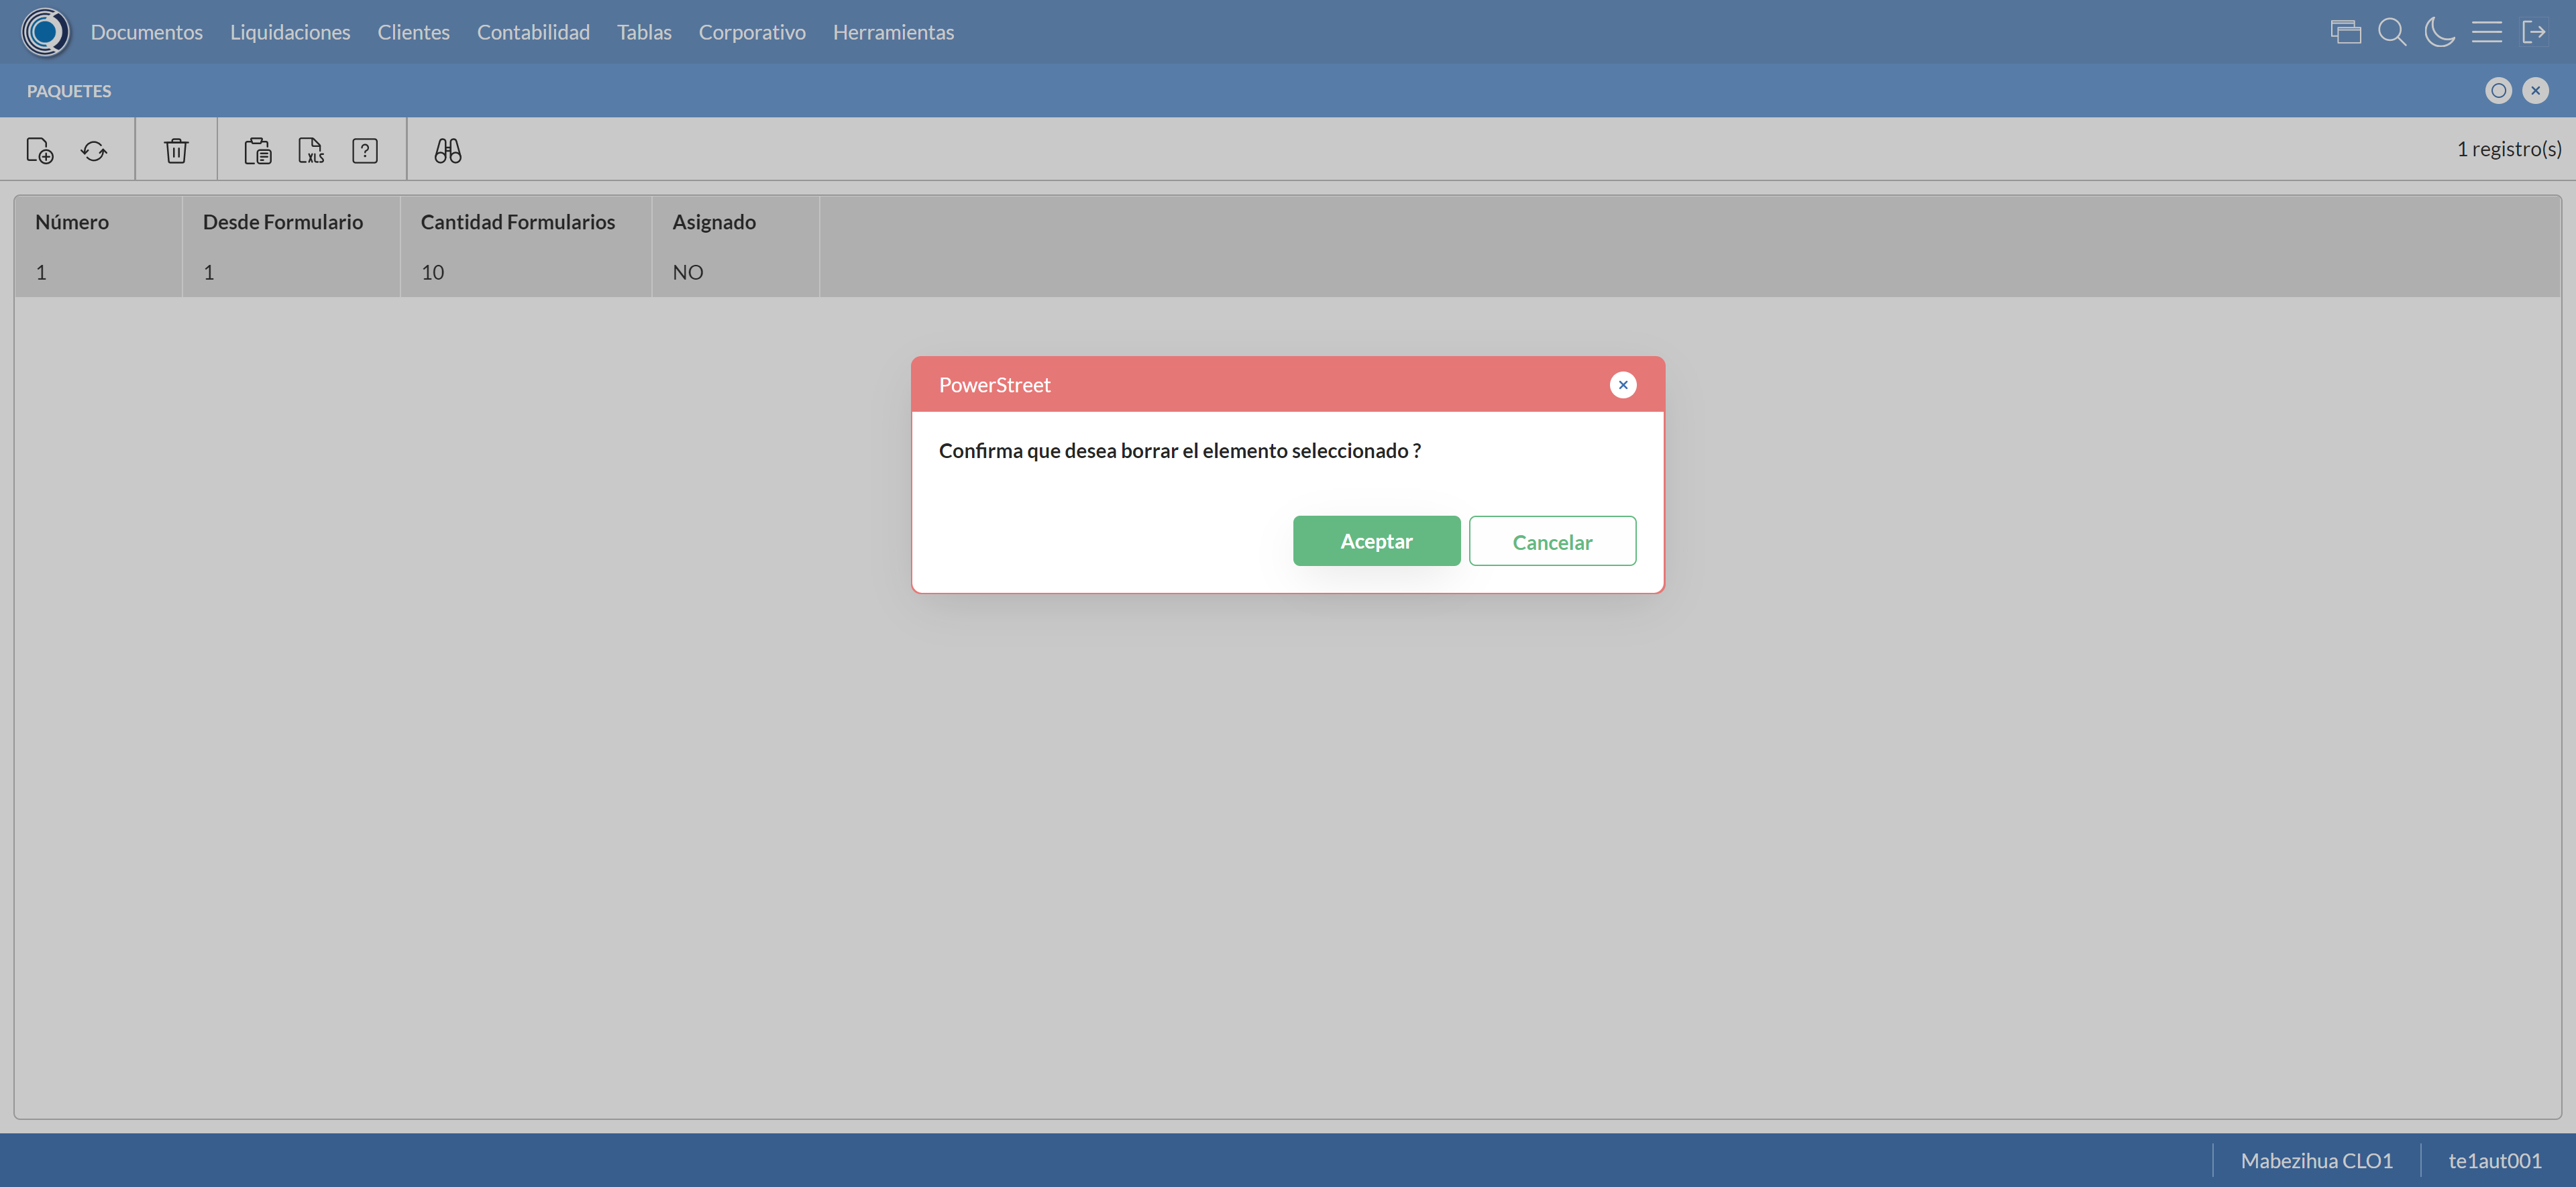 Documentos Liquidaciones Clientes Contabilidad Tablas Corporativo Herramientas
PAQUETES
XLS ? 1 registro(s)
Número Desde Formulario Cantidad Formularios Asignado
1 1 10 NO
PowerStreet
Confirma que desea borrar el elemento seleccionado ?
Aceptar Cancelar
Mabezihua CLO1 te1aut001